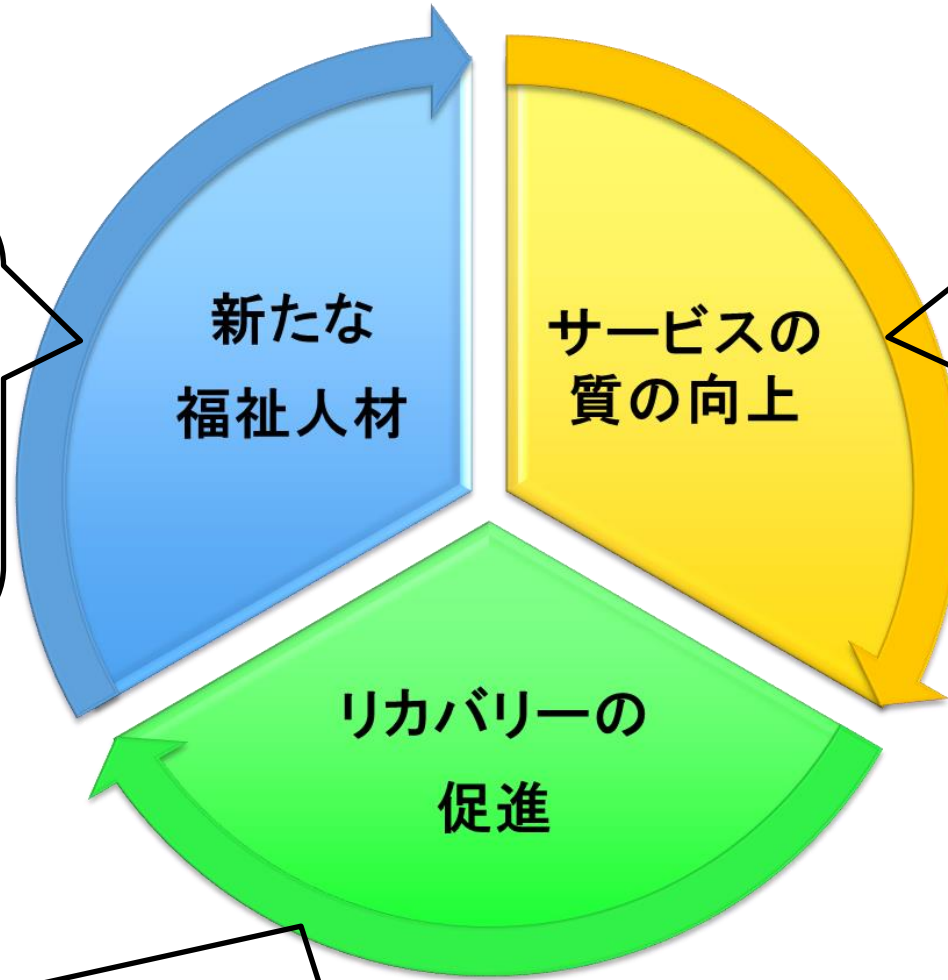 新たな
福祉人材
サービスの
質の向上
リカバリーの
促進